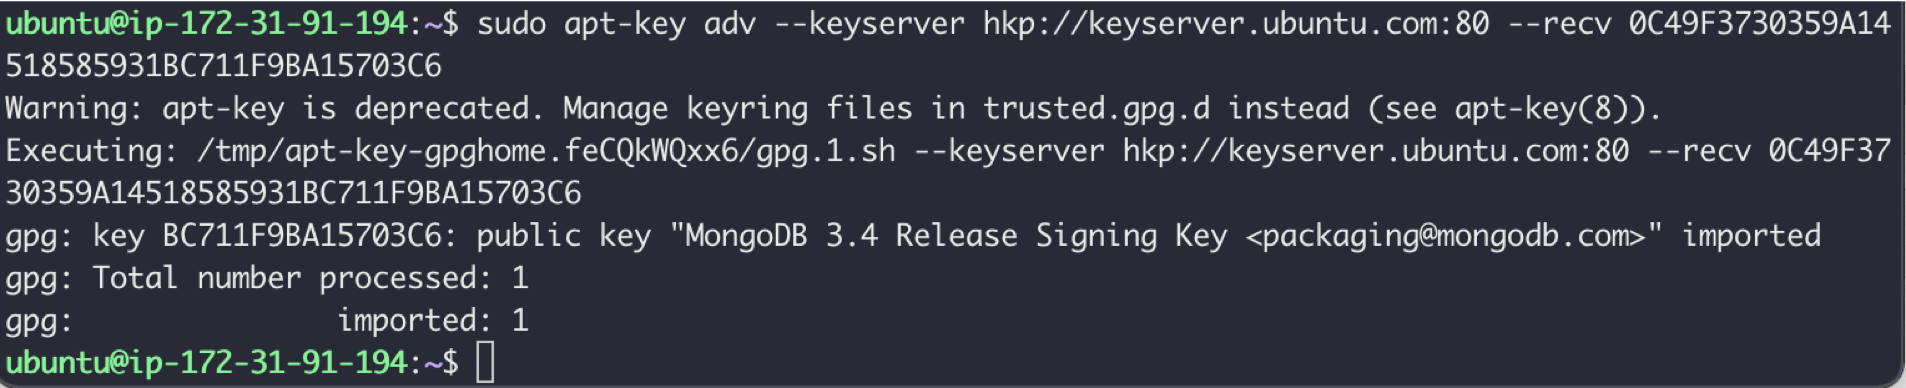 ubuntu@ip-172-31-91-194:~$ sudo apt-key adv --keyserver hkp://keyserver.ubuntu.com:80 --recv 0C49F3730359A14
518585931BC711F9BA15703C6
Warning: apt-key is deprecated. Manage keyring files in trusted.gpg.d instead (see apt-key(8)).
Executing: /tmp/apt-key-gpghome.feCQkWQxx6/gpg.1.sh --keyserver hkp://keyserver.ubuntu.com:80 --recv 0C49F37
30359A14518585931BC711F9BA15703C6
gpg: key BC711F9BA15703C6: public key "MongoDB 3.4 Release Signing Key <packaging@mongodb.com>" imported
gpg: Total number processed: 1
gpg:               imported: 1
ubuntu@ip-172-31-91-194:~$